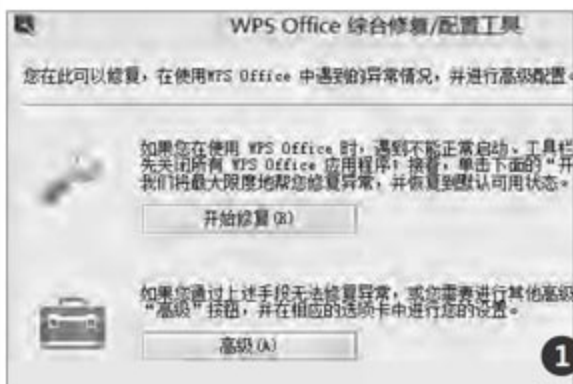 WPS Office 综合修复/配置工具
您在此可以修复，在使用WPS Office 中遇到的异常情况，并进行高级配置。
如果您在使用 WPS Office 时，遇到不能正常启动、工具栏
先关闭所有 WPS Office 应用程序；接着，单击下面的“开
我们将最大限度地帮您修复异常，并恢复到默认可用状态。
开始修复(R)
如果您通过上述手段无法修复异常，或您需要进行其他高级
“高级”按钮，并在相应的选项卡中进行您的设置。
高级(A)
1